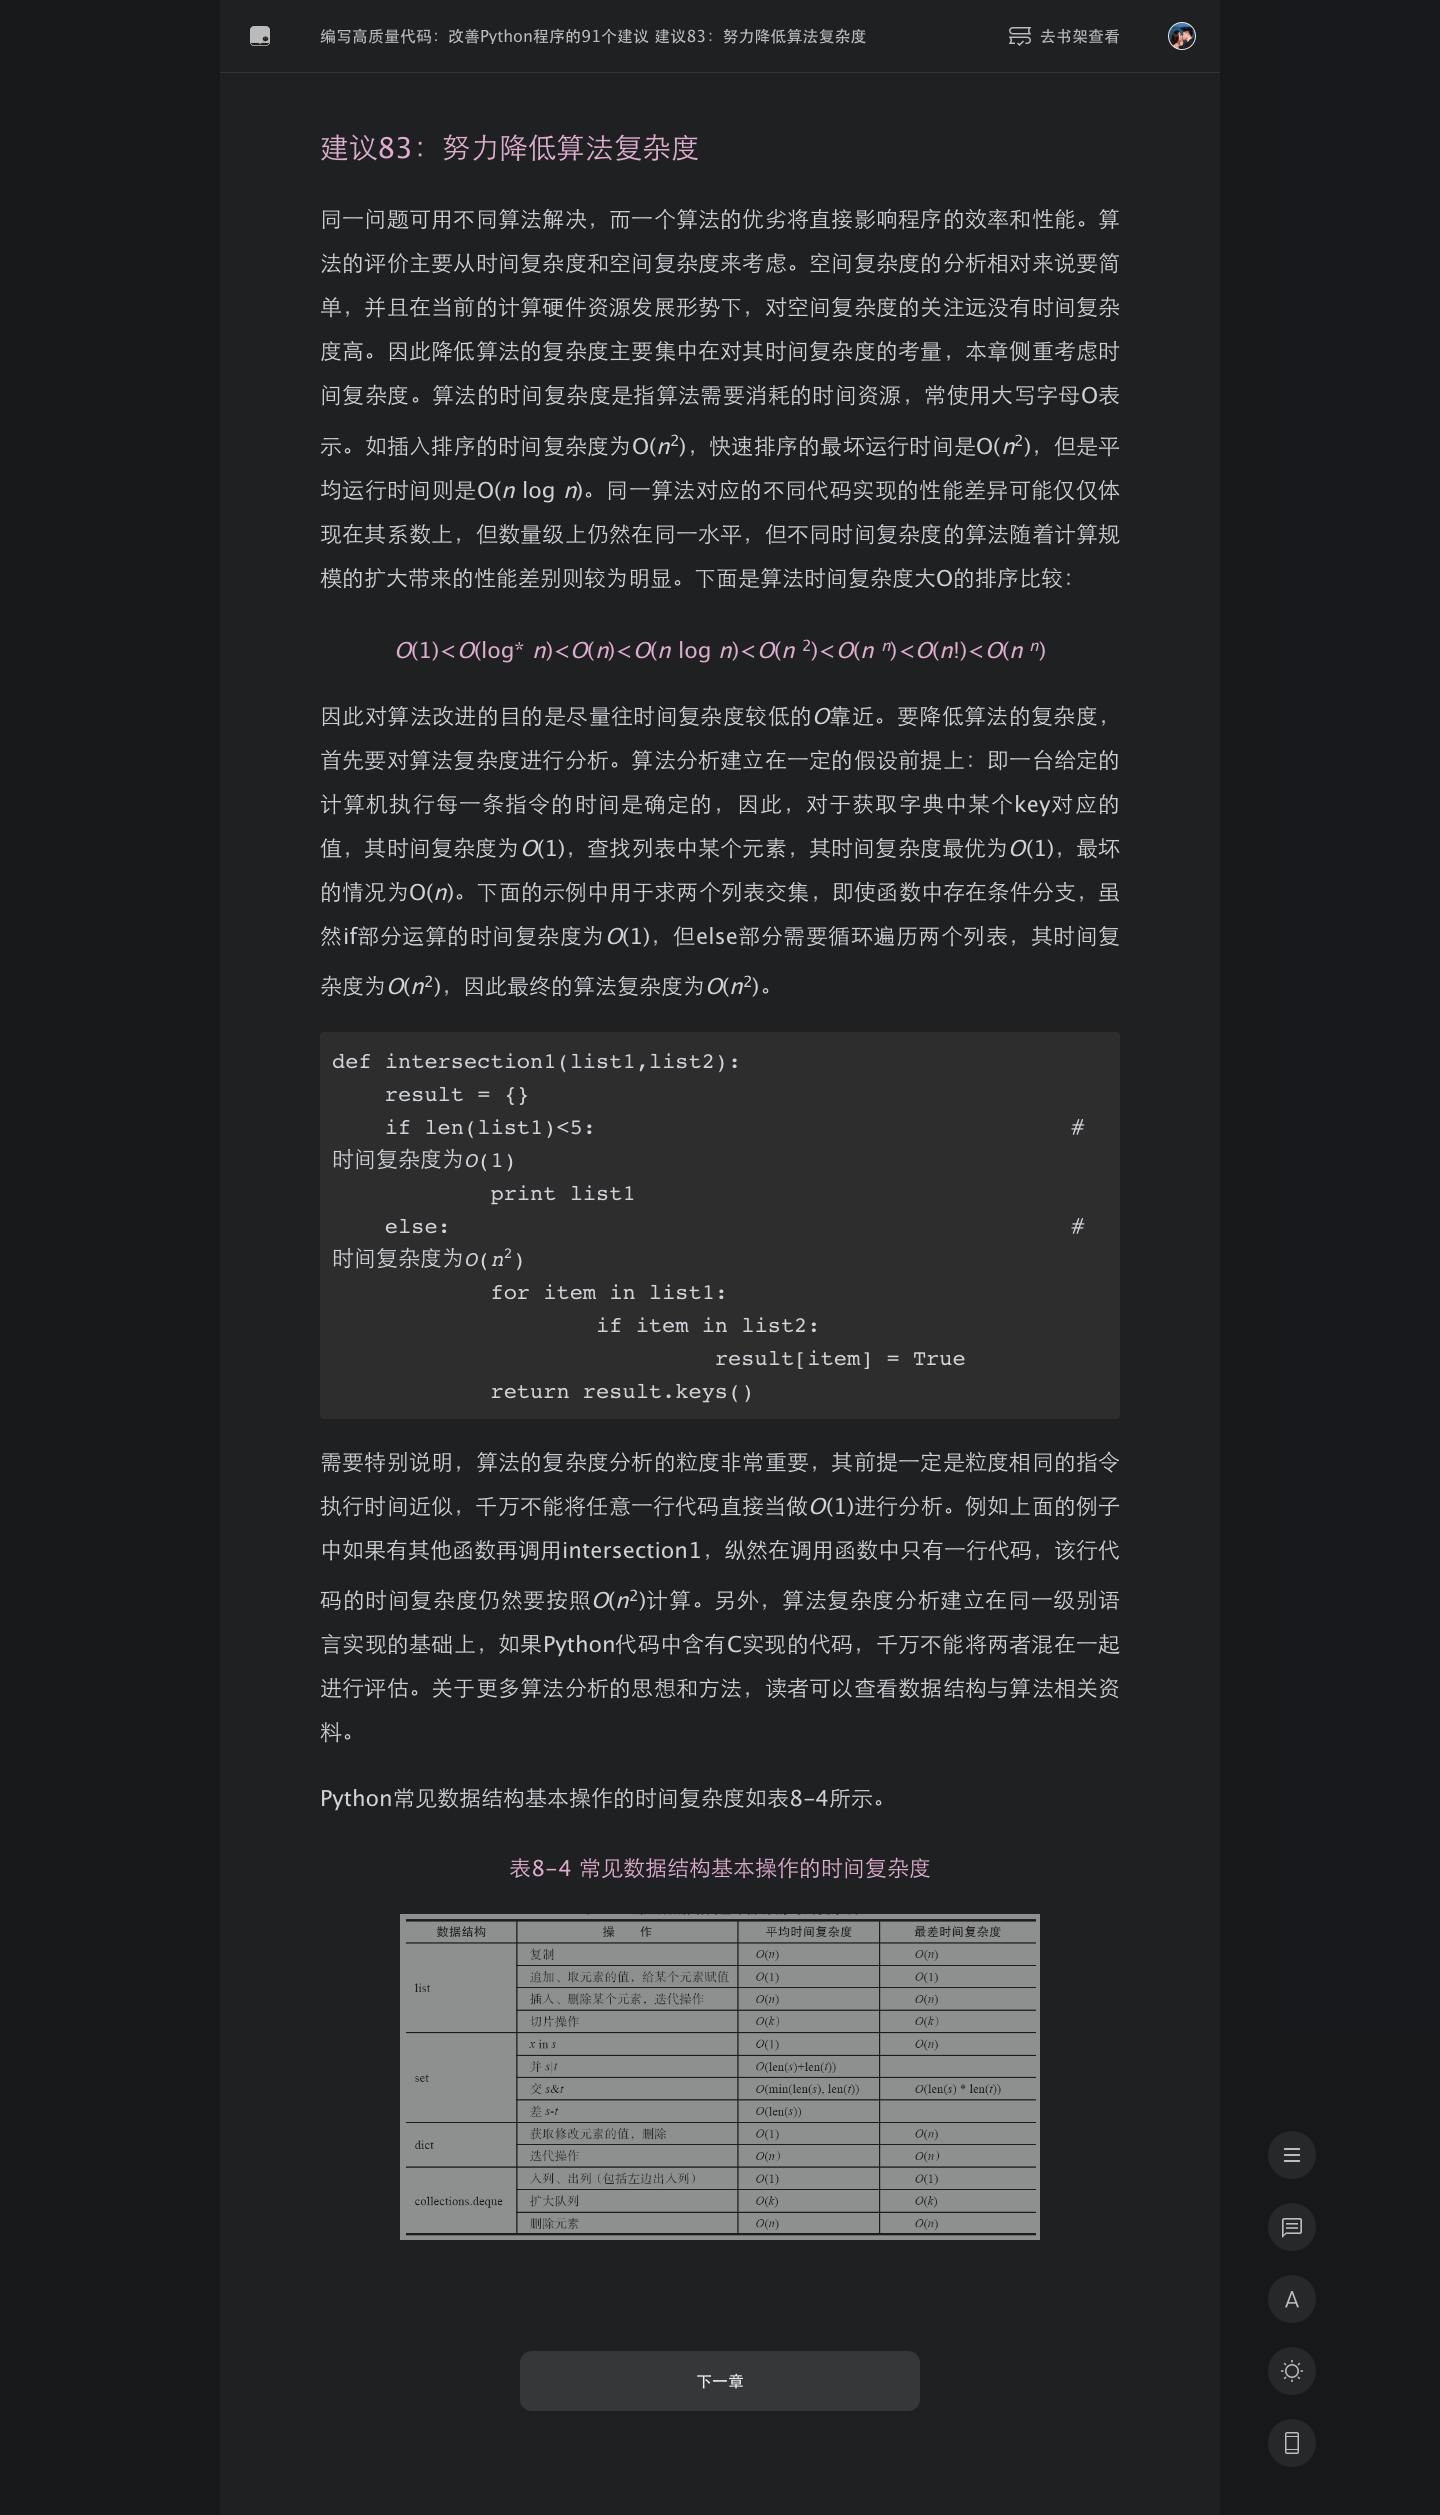 编写高质量代码：改善Python程序的91个建议 建议83：努力降低算法复杂度
去书架查看
建议83：努力降低算法复杂度
同一问题可用不同算法解决，而一个算法的优劣将直接影响程序的效率和性能。算
法的评价主要从时间复杂度和空间复杂度来考虑。空间复杂度的分析相对来说要简
单，并且在当前的计算硬件资源发展形势下，对空间复杂度的关注远没有时间复杂
度高。因此降低算法的复杂度主要集中在对其时间复杂度的考量，本章侧重考虑时
间复杂度。算法的时间复杂度是指算法需要消耗的时间资源，常使用大写字母O表
示。如插入排序的时间复杂度为O(n²)，快速排序的最坏运行时间是O(n²)，但是平
均运行时间则是O(n log n)。同一算法对应的不同代码实现的性能差异可能仅仅体
现在其系数上，但数量级上仍然在同一水平，但不同时间复杂度的算法随着计算规
模的扩大带来的性能差别则较为明显。下面是算法时间复杂度大O的排序比较：
O(1)<O(log* n)<O(n)<O(n log n)<O(n ²)<O(n ⁿ)<O(n!)<O(n ⁿ)
因此对算法改进的目的是尽量往时间复杂度较低的O靠近。要降低算法的复杂度，
首先要对算法复杂度进行分析。算法分析建立在一定的假设前提上：即一台给定的
计算机执行每一条指令的时间是确定的，因此，对于获取字典中某个key对应的
值，其时间复杂度为O(1)，查找列表中某个元素，其时间复杂度最优为O(1)，最坏
的情况为O(n)。下面的示例中用于求两个列表交集，即使函数中存在条件分支，虽
然if部分运算的时间复杂度为O(1)，但else部分需要循环遍历两个列表，其时间复
杂度为O(n²)，因此最终的算法复杂度为O(n²)。
def intersection1(list1,list2):
result = {}
if len(list1)<5: #
时间复杂度为O(1)
print list1
else: #
时间复杂度为O(n²)
for item in list1:
if item in list2:
result[item] = True
return result.keys()
需要特别说明，算法的复杂度分析的粒度非常重要，其前提一定是粒度相同的指令
执行时间近似，千万不能将任意一行代码直接当做O(1)进行分析。例如上面的例子
中如果有其他函数再调用intersection1，纵然在调用函数中只有一行代码，该行代
码的时间复杂度仍然要按照O(n²)计算。另外，算法复杂度分析建立在同一级别语
言实现的基础上，如果Python代码中含有C实现的代码，千万不能将两者混在一起
进行评估。关于更多算法分析的思想和方法，读者可以查看数据结构与算法相关资
料。
Python常见数据结构基本操作的时间复杂度如表8-4所示。
表8-4 常见数据结构基本操作的时间复杂度
数据结构 操 作 平均时间复杂度 最差时间复杂度
list 复制 O(n) O(n)
追加、取元素的值，给某个元素赋值 O(1) O(1)
插入、删除某个元素，迭代操作 O(n) O(n)
切片操作 O(k) O(k)
set x in s O(1) O(n)
并 s|t O(len(s)+len(t))
交 s&t O(min(len(s), len(t)) O(len(s) * len(t))
差 s-t O(len(s))
dict 获取修改元素的值，删除 O(1) O(n)
迭代操作 O(n) O(n)
collections.deque 入列、出列（包括左边出入列） O(1) O(1)
扩大队列 O(k) O(k)
删除元素 O(n) O(n)
A
下一章